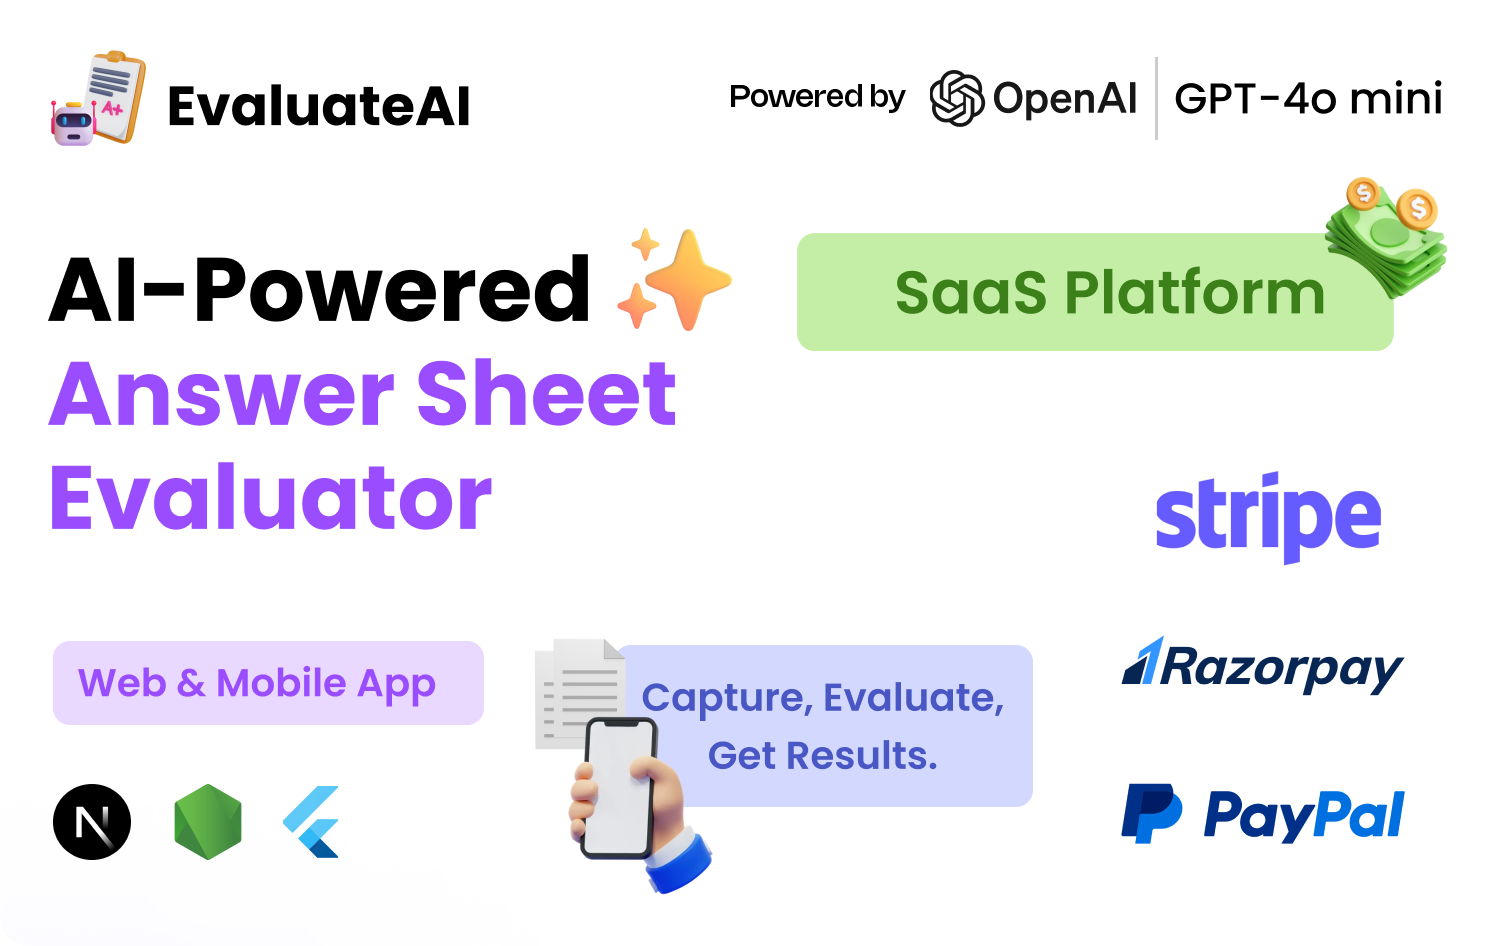 A+
EvaluateAI
Powered by OpenAI GPT-4o mini
AI-Powered
Answer Sheet
Evaluator
SaaS Platform
$ $
stripe
Razorpay
PayPal
Web & Mobile App
N
Capture, Evaluate,
Get Results.